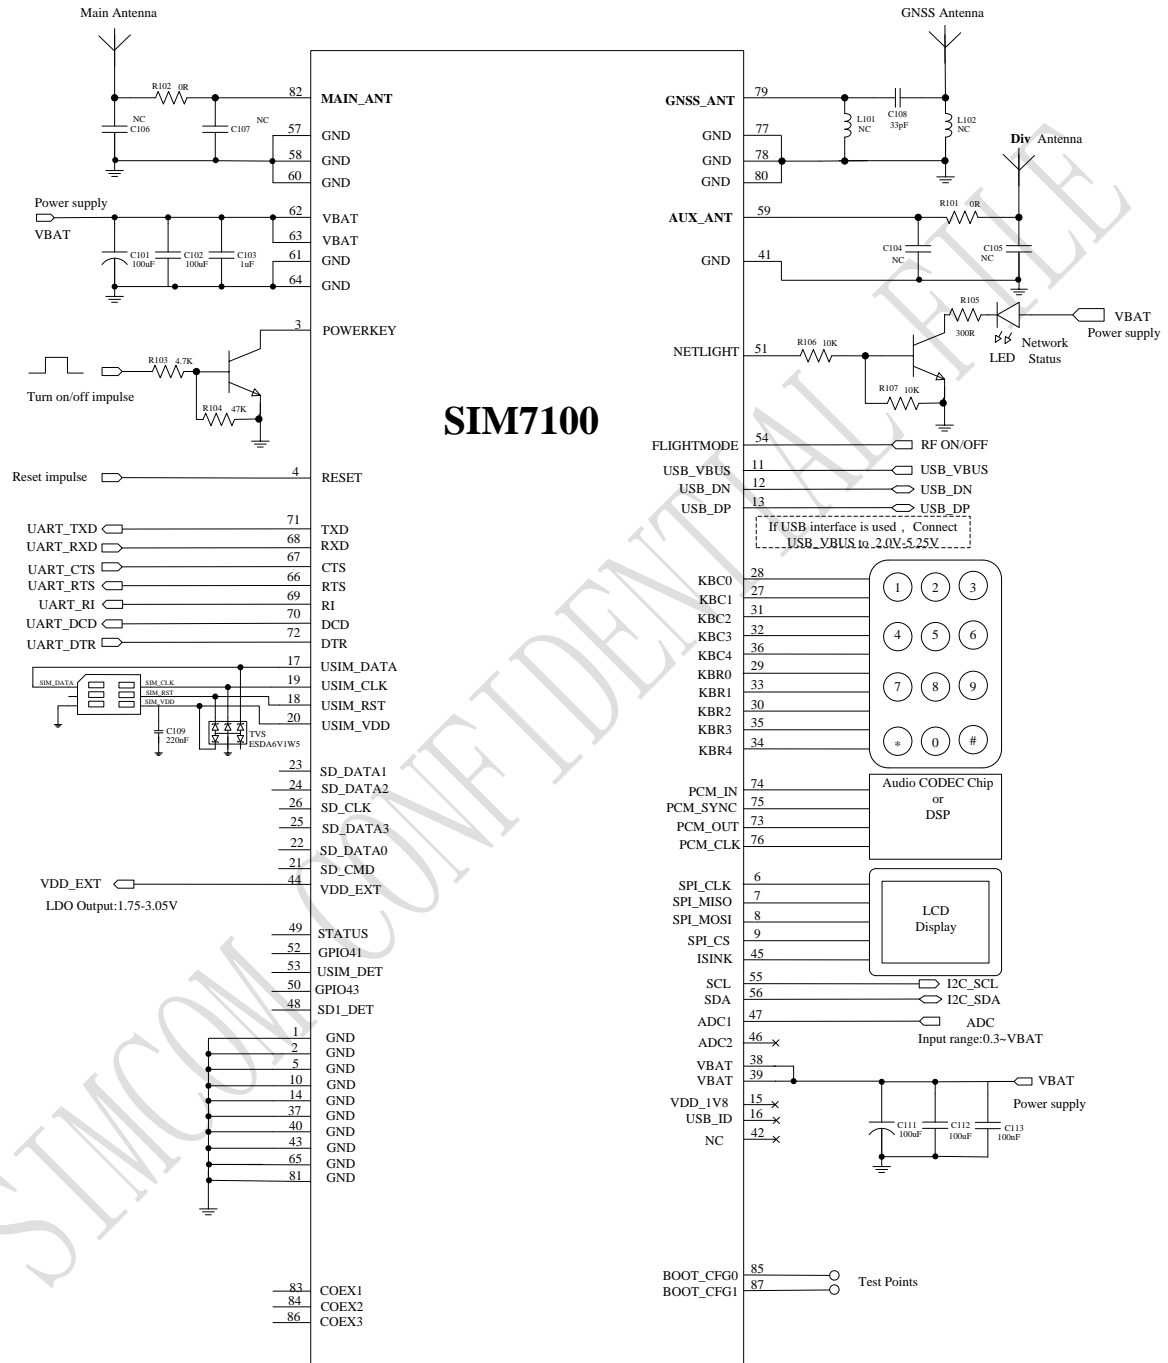 Main Antenna
R102 0R
82 MAIN_ANT
NC
C106
C107
NC
57 GND
58 GND
60 GND
Power supply
VBAT
62 VBAT
63 VBAT
61 GND
64 GND
C101
100uF
C102
100uF
C103
1uF
3 POWERKEY
R103 4.7K
R104 47K
Turn on/off impulse
SIM7100
Reset impulse
4 RESET
UART_TXD 71 TXD
UART_RXD 68 RXD
UART_CTS 67 CTS
UART_RTS 66 RTS
UART_RI 69 RI
UART_DCD 70 DCD
UART_DTR 72 DTR
17 USIM_DATA
19 USIM_CLK
18 USIM_RST
20 USIM_VDD
SIM_DATA
SIM_CLK
SIM_RST
SIM_VDD
C109
220nF
TVS
ESDA6V1W5
23 SD_DATA1
24 SD_DATA2
26 SD_CLK
25 SD_DATA3
22 SD_DATA0
21 SD_CMD
VDD_EXT 44 VDD_EXT
LDO Output:1.75-3.05V
49 STATUS
52 GPIO41
53 USIM_DET
50 GPIO43
48 SD1_DET
1 GND
2 GND
5 GND
10 GND
14 GND
37 GND
40 GND
43 GND
65 GND
81 GND
83 COEX1
84 COEX2
86 COEX3
GNSS Antenna
GNSS_ANT 79
C108
33pF
L101
NC
L102
NC
GND 77
GND 78
GND 80
Div Antenna
AUX_ANT 59
R101 0R
C104
NC
C105
NC
GND 41
NETLIGHT 51
R106 10K
R107 10K
R105
300R
LED
Network
Status
VBAT
Power supply
FLIGHTMODE 54 RF ON/OFF
USB_VBUS 11 USB_VBUS
USB_DN 12 USB_DN
USB_DP 13 USB_DP
If USB interface is used , Connect
USB_VBUS to 2.0V-5.25V
KBC0 28
KBC1 27
KBC2 31
KBC3 32
KBC4 36
KBR0 29
KBR1 33
KBR2 30
KBR3 35
KBR4 34
1 2 3
4 5 6
7 8 9
* 0 #
PCM_IN 74
PCM_SYNC 75
PCM_OUT 73
PCM_CLK 76
Audio CODEC Chip
or
DSP
SPI_CLK 6
SPI_MISO 7
SPI_MOSI 8
SPI_CS 9
ISINK 45
LCD
Display
SCL 55 I2C_SCL
SDA 56 I2C_SDA
ADC1 47 ADC
Input range:0.3~VBAT
ADC2 46
VBAT 38
VBAT 39
VBAT
Power supply
VDD_1V8 15
USB_ID 16
NC 42
C111
100uF
C112
100uF
C113
100nF
BOOT_CFG0 85
BOOT_CFG1 87
Test Points
SIMCOM CONFIDENTIAL FILE